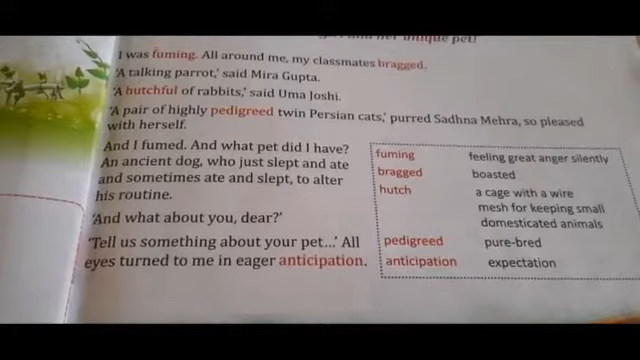 unique pet!
I was fuming. All around me, my classmates bragged.
'A talking parrot,' said Mira Gupta.
'A hutchful of rabbits,' said Uma Joshi.
'A pair of highly pedigreed twin Persian cats,' purred Sadhna Mehra, so pleased
with herself.
And I fumed. And what pet did I have?
An ancient dog, who just slept and ate
and sometimes ate and slept, to alter
his routine.
'And what about you, dear?'
'Tell us something about your pet...' All
eyes turned to me in eager anticipation.
fuming feeling great anger silently
bragged boasted
hutch a cage with a wire
mesh for keeping small
domesticated animals
pedigreed pure-bred
anticipation expectation